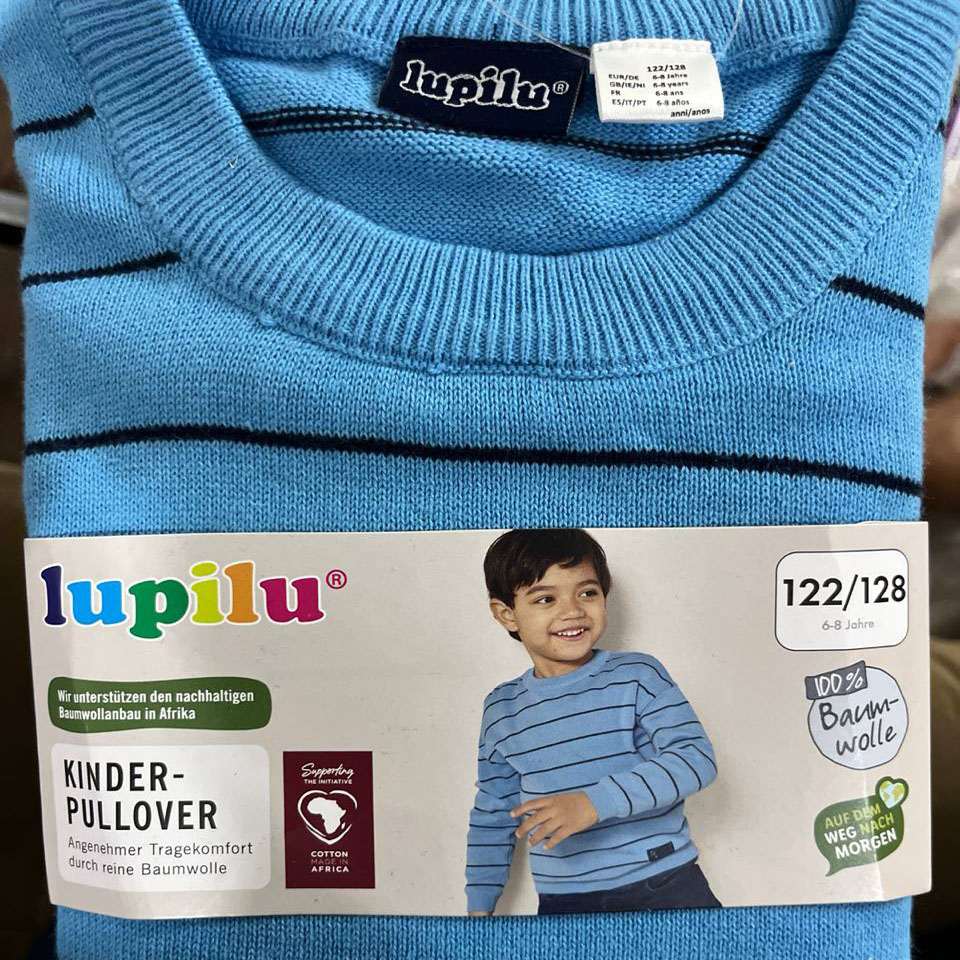 lupilu®
122/128
EUR/DE 6-8 Jahre
GB/IE/NI 6-8 years
FR 6-8 ans
ES/IT/PT 6-8 años
anni/anos
lupilu®
122/128
6-8 Jahre
Wir unterstützen den nachhaltigen
Baumwollanbau in Afrika
100%
Baum-
wolle
KINDER-
PULLOVER
Angenehmer Tragekomfort
durch reine Baumwolle
Supporting
THE INITIATIVE
COTTON
MADE IN
AFRICA
AUF DEM
WEG NACH
MORGEN